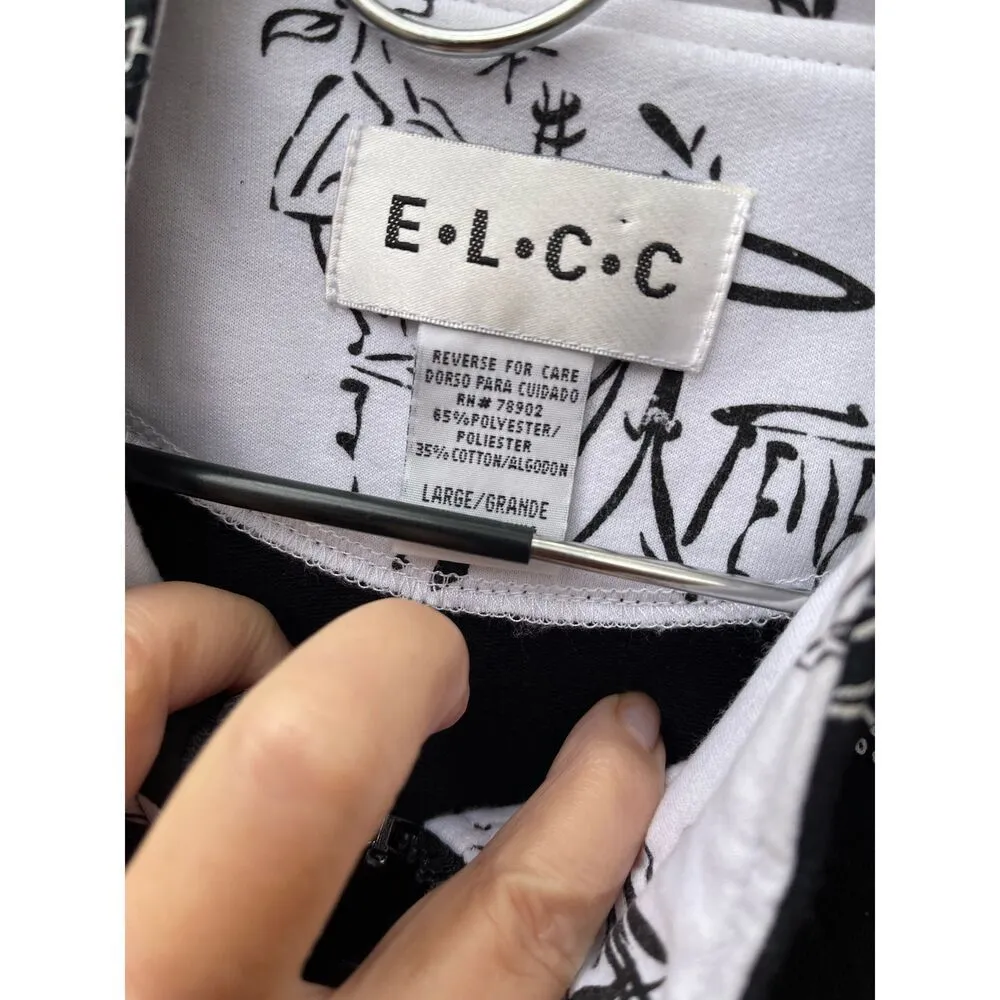 E•L•C•C
REVERSE FOR CARE
DORSO PARA CUIDADO
RN# 78902
65%POLYESTER/
POLIESTER
35%COTTON/ALGODON
LARGE/GRANDE